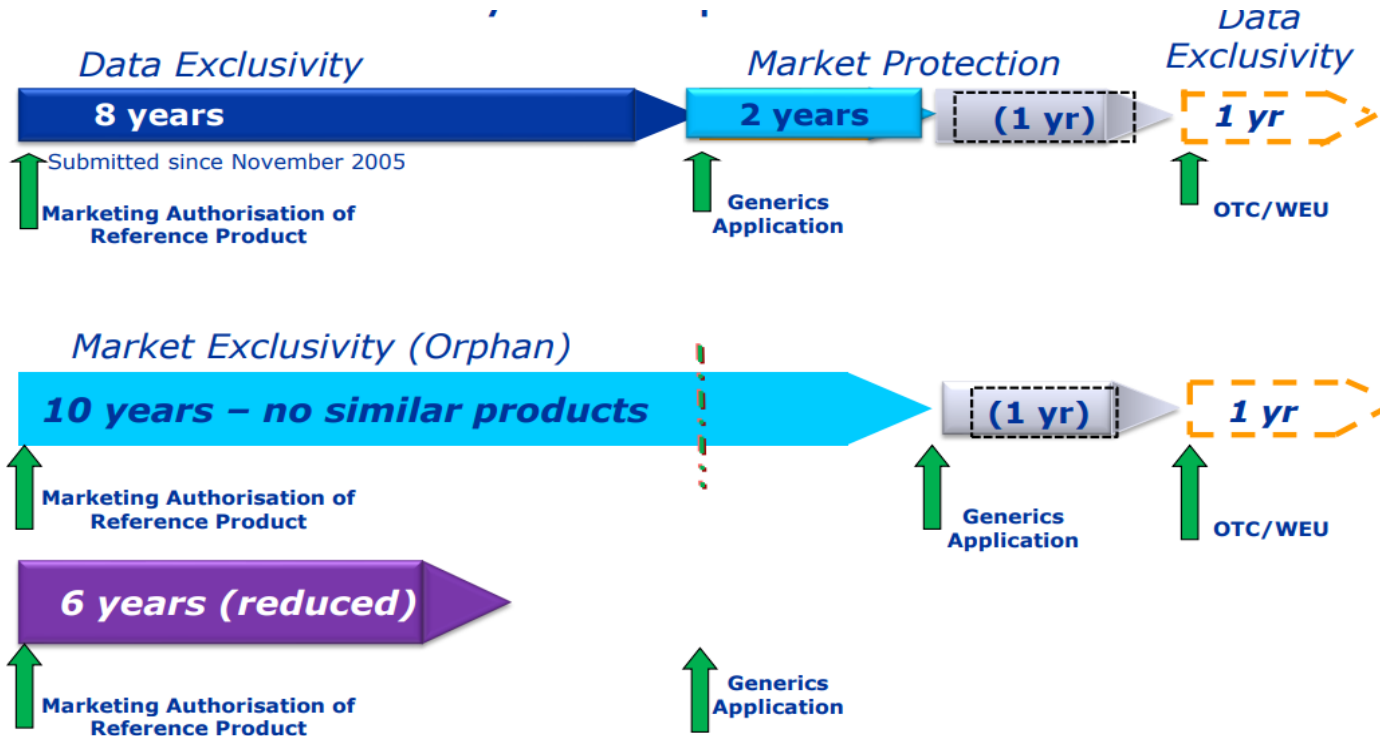 Data
Exclusivity
Data Exclusivity
Market Protection
8 years
2 years
(1 yr)
1 yr
Submitted since November 2005
Marketing Authorisation of
Reference Product
Generics
Application
OTC/WEU
Market Exclusivity (Orphan)
10 years – no similar products
(1 yr)
1 yr
Marketing Authorisation of
Reference Product
Generics
Application
OTC/WEU
6 years (reduced)
Marketing Authorisation of
Reference Product
Generics
Application